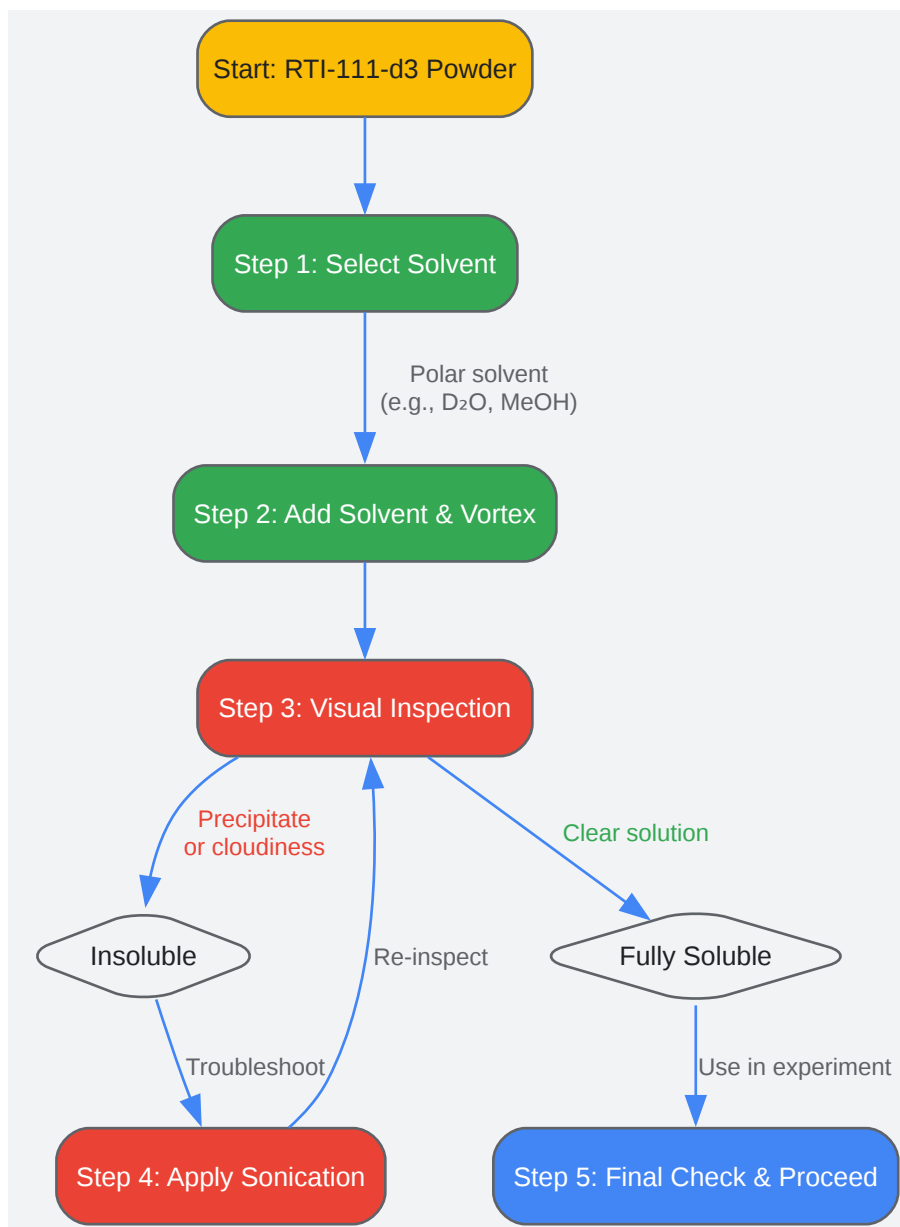 Start: RTI-111-d3 Powder
Step 1: Select Solvent
Polar solvent
(e.g., D₂O, MeOH)
Step 2: Add Solvent & Vortex
Step 3: Visual Inspection
Precipitate
or cloudiness
Clear solution
Insoluble
Re-inspect
Fully Soluble
Troubleshoot
Use in experiment
Step 4: Apply Sonication
Step 5: Final Check & Proceed